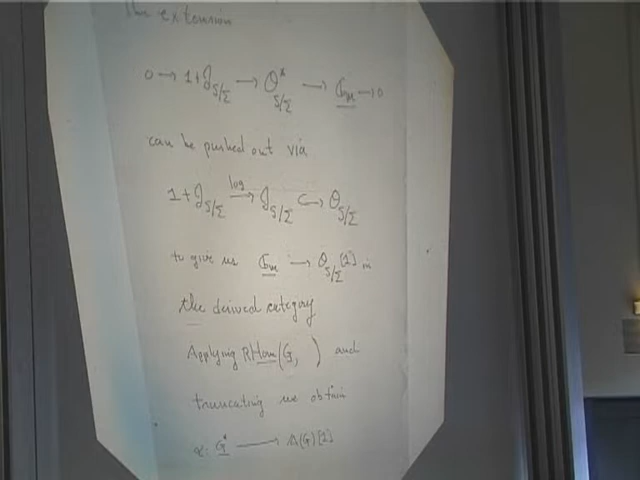 The extension
0 → 1+𝒥_{S/Σ} → 𝒪*_{S/Σ} → G_m → 0
can be pushed out via
1+𝒥_{S/Σ} →^{log} 𝒥_{S/Σ} ↪ 𝒪_{S/Σ}
to give us G_m → 𝒪_{S/Σ}[1] in
the derived category
Applying RHom(G, ) and
truncating we obtain
α: G* →